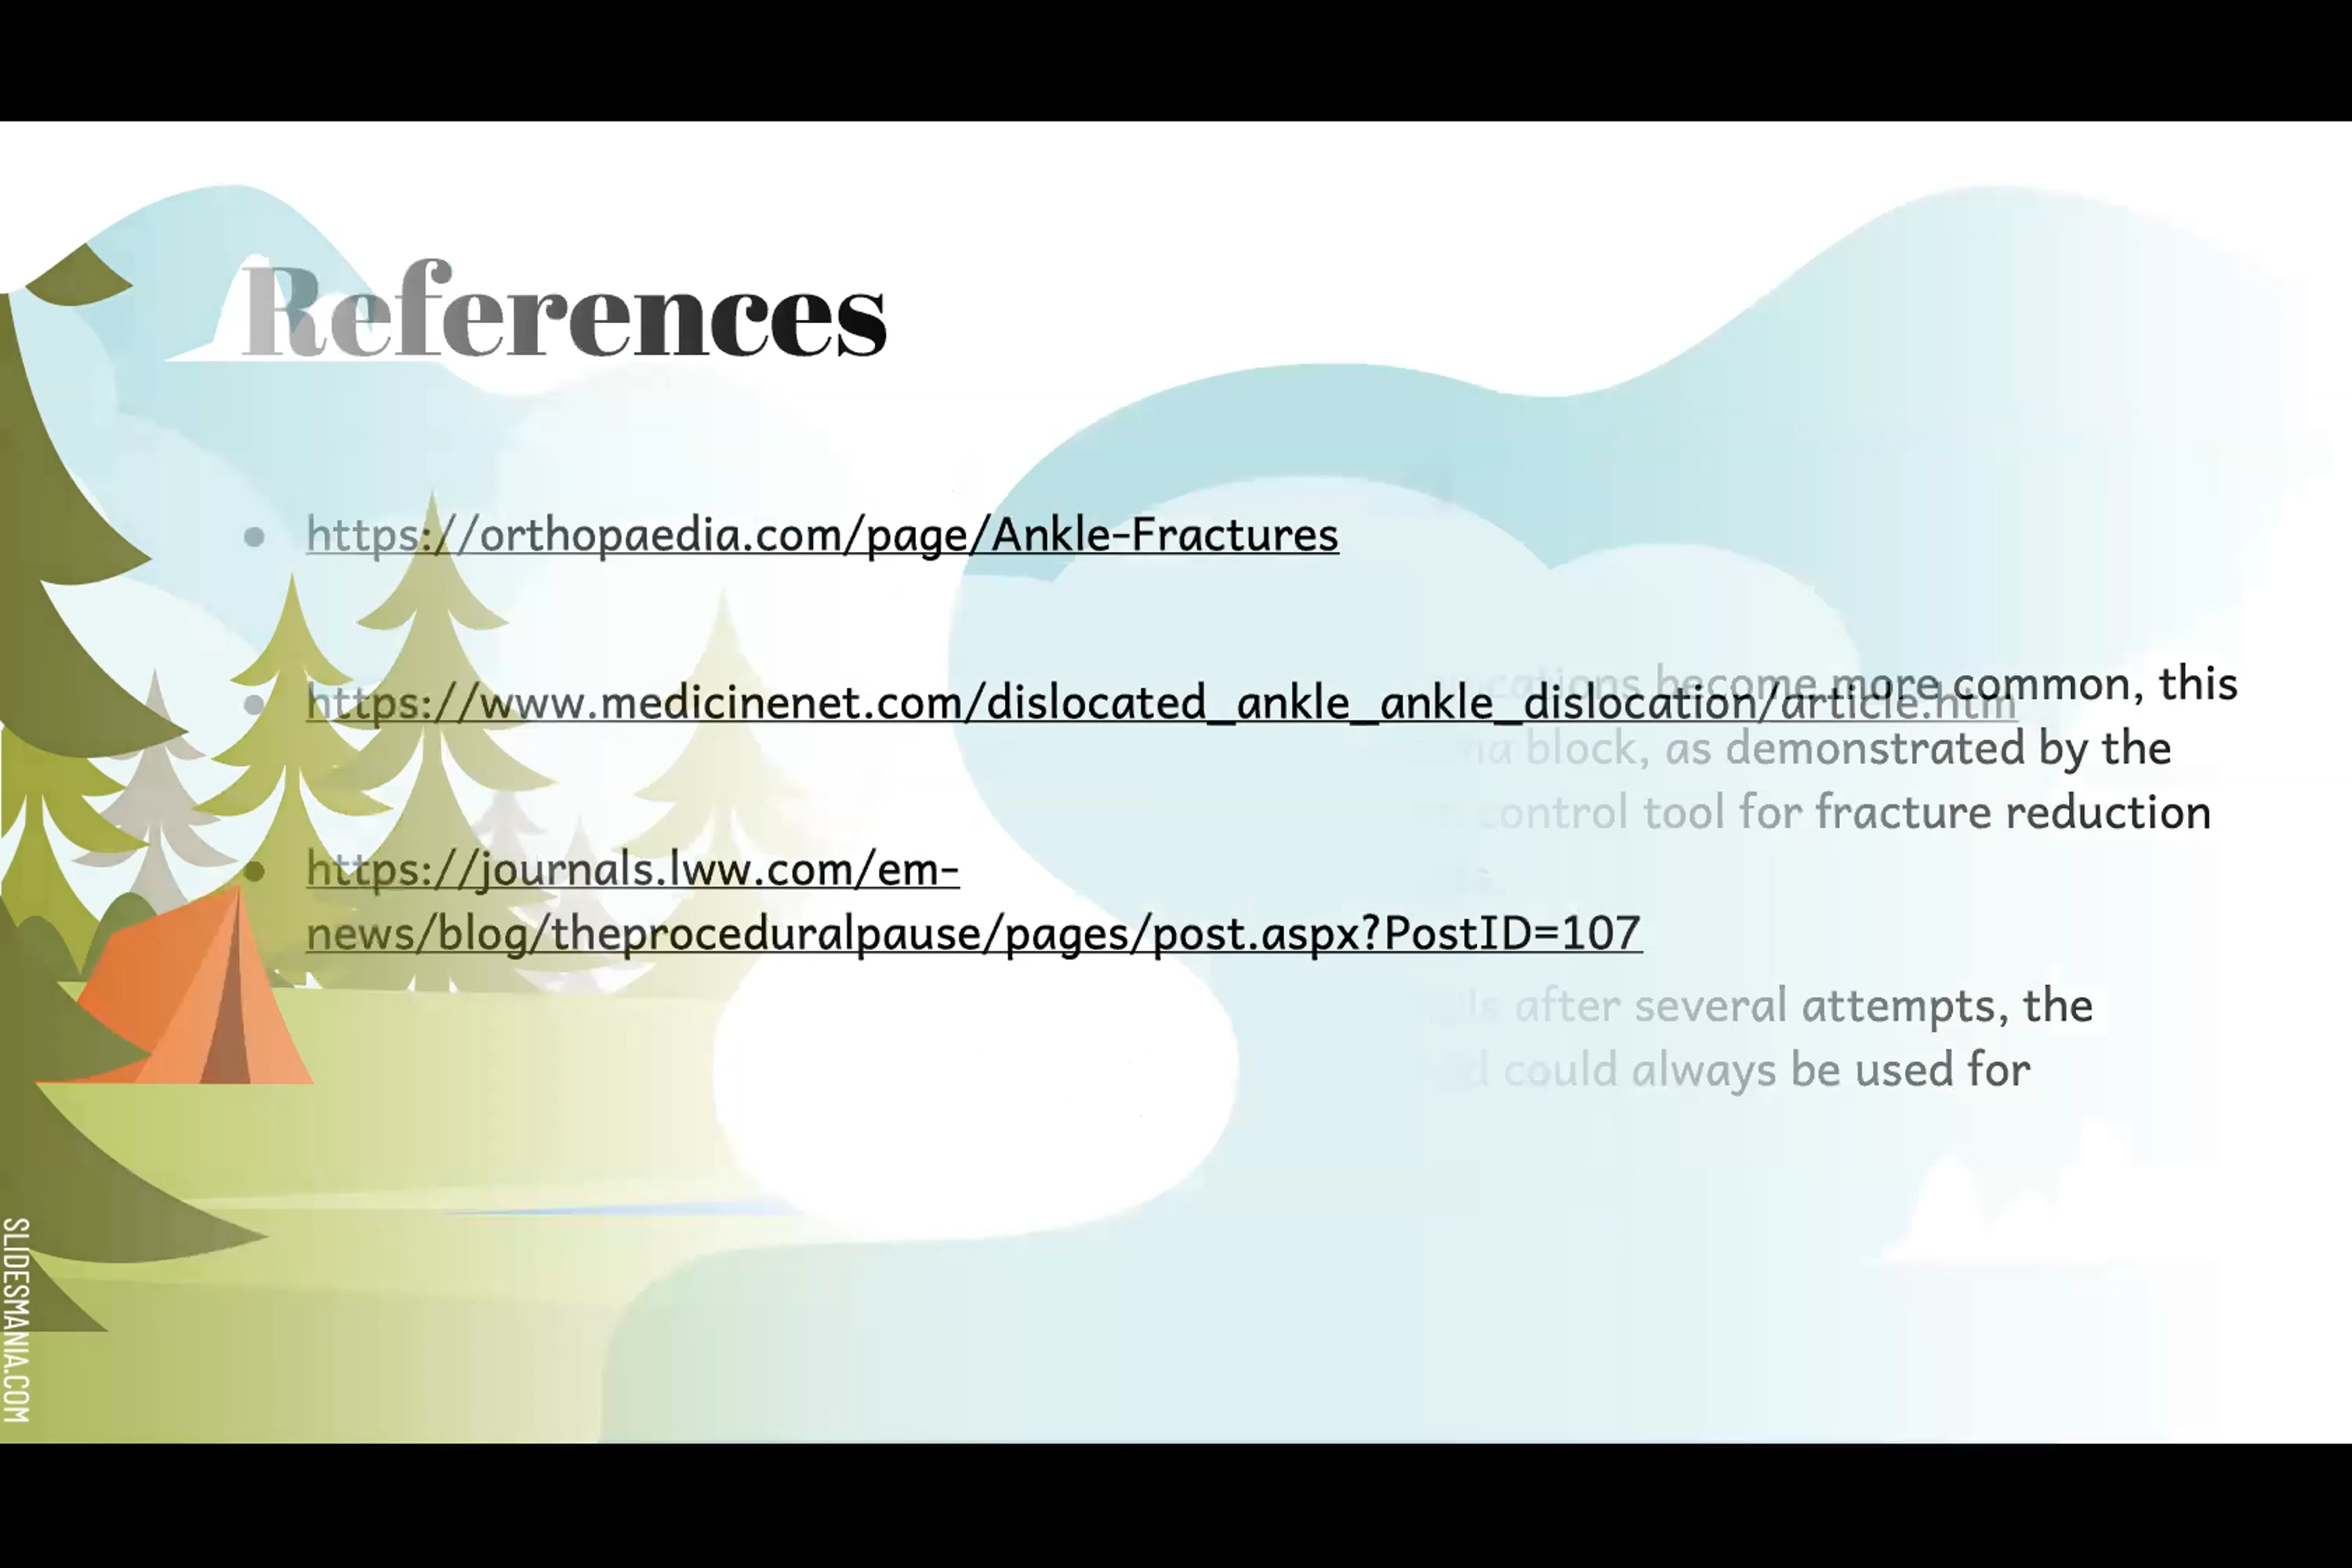 References
• https://orthopaedia.com/page/Ankle-Fractures
• https://www.medicinenet.com/dislocated_ankle_ankle_dislocation/article.htm
• https://journals.lww.com/em-
news/blog/theproceduralpause/pages/post.aspx?PostID=107
become more common, this
block, as demonstrated by the
control tool for fracture reduction
after several attempts, the
could always be used for
SLIDESMANIA.COM